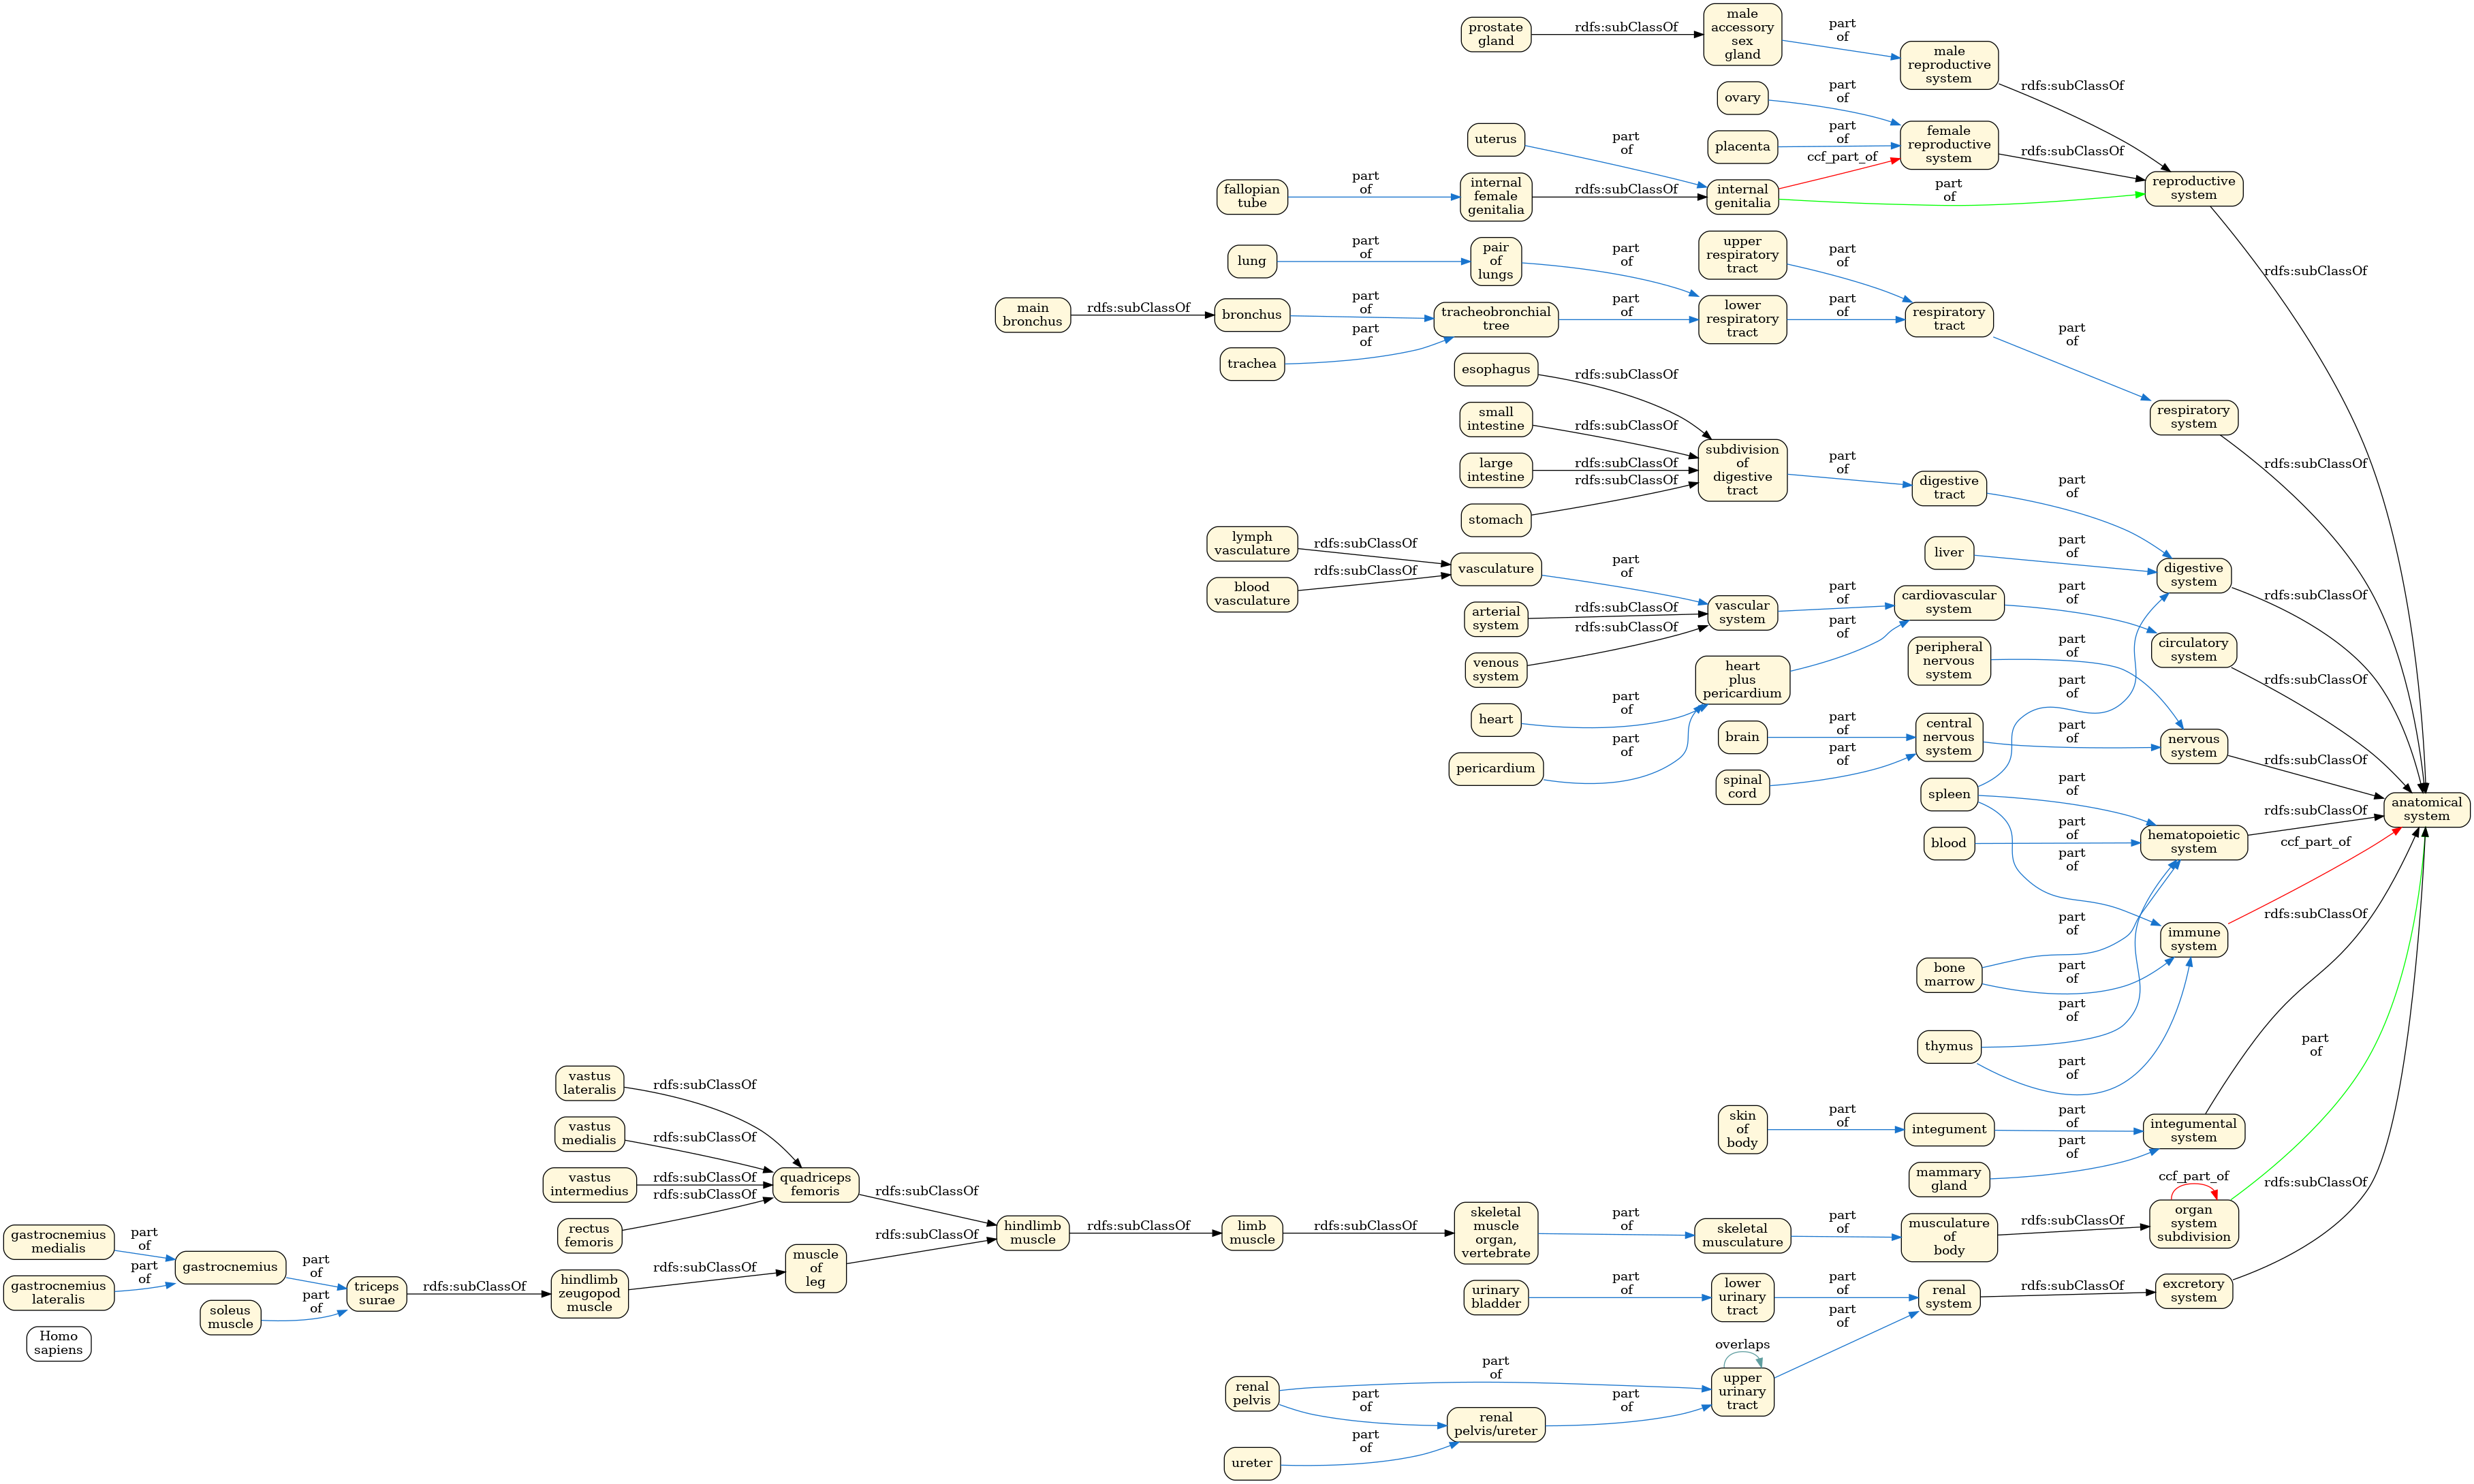 prostate
gland
rdfs:subClassOf
male
accessory
sex
gland
part
of
male
reproductive
system
rdfs:subClassOf
ovary
part
of
uterus
part
of
placenta
part
of
female
reproductive
system
rdfs:subClassOf
ccf_part_of
fallopian
tube
part
of
internal
female
genitalia
rdfs:subClassOf
internal
genitalia
part
of
reproductive
system
rdfs:subClassOf
lung
part
of
pair
of
lungs
part
of
upper
respiratory
tract
part
of
main
bronchus
rdfs:subClassOf
bronchus
part
of
tracheobronchial
tree
part
of
lower
respiratory
tract
part
of
respiratory
tract
part
of
trachea
part
of
esophagus
rdfs:subClassOf
respiratory
system
rdfs:subClassOf
small
intestine
rdfs:subClassOf
large
intestine
rdfs:subClassOf
subdivision
of
digestive
tract
part
of
digestive
tract
part
of
stomach
rdfs:subClassOf
lymph
vasculature
rdfs:subClassOf
vasculature
part
of
liver
part
of
digestive
system
rdfs:subClassOf
blood
vasculature
rdfs:subClassOf
arterial
system
rdfs:subClassOf
vascular
system
part
of
cardiovascular
system
part
of
venous
system
rdfs:subClassOf
part
of
circulatory
system
rdfs:subClassOf
heart
plus
pericardium
peripheral
nervous
system
part
of
heart
part
of
part
of
brain
part
of
central
nervous
system
part
of
nervous
system
rdfs:subClassOf
pericardium
part
of
spinal
cord
part
of
spleen
part
of
anatomical
system
blood
part
of
hematopoietic
system
rdfs:subClassOf
part
of
ccf_part_of
immune
system
rdfs:subClassOf
part
of
bone
marrow
part
of
thymus
part
of
part
of
part
of
vastus
lateralis
rdfs:subClassOf
vastus
medialis
rdfs:subClassOf
skin
of
body
part
of
integument
part
of
integumental
system
vastus
intermedius
rdfs:subClassOf
quadriceps
femoris
rdfs:subClassOf
mammary
gland
part
of
rectus
femoris
rdfs:subClassOf
ccf_part_of
rdfs:subClassOf
gastrocnemius
medialis
part
of
gastrocnemius
part
of
muscle
of
leg
rdfs:subClassOf
hindlimb
muscle
rdfs:subClassOf
limb
muscle
rdfs:subClassOf
skeletal
muscle
organ,
vertebrate
part
of
skeletal
musculature
part
of
musculature
of
body
rdfs:subClassOf
organ
system
subdivision
gastrocnemius
lateralis
part
of
triceps
surae
rdfs:subClassOf
hindlimb
zeugopod
muscle
rdfs:subClassOf
soleus
muscle
part
of
urinary
bladder
part
of
lower
urinary
tract
part
of
renal
system
rdfs:subClassOf
excretory
system
Homo
sapiens
overlaps
part
of
renal
pelvis
part
of
upper
urinary
tract
part
of
renal
pelvis/ureter
part
of
ureter
part
of